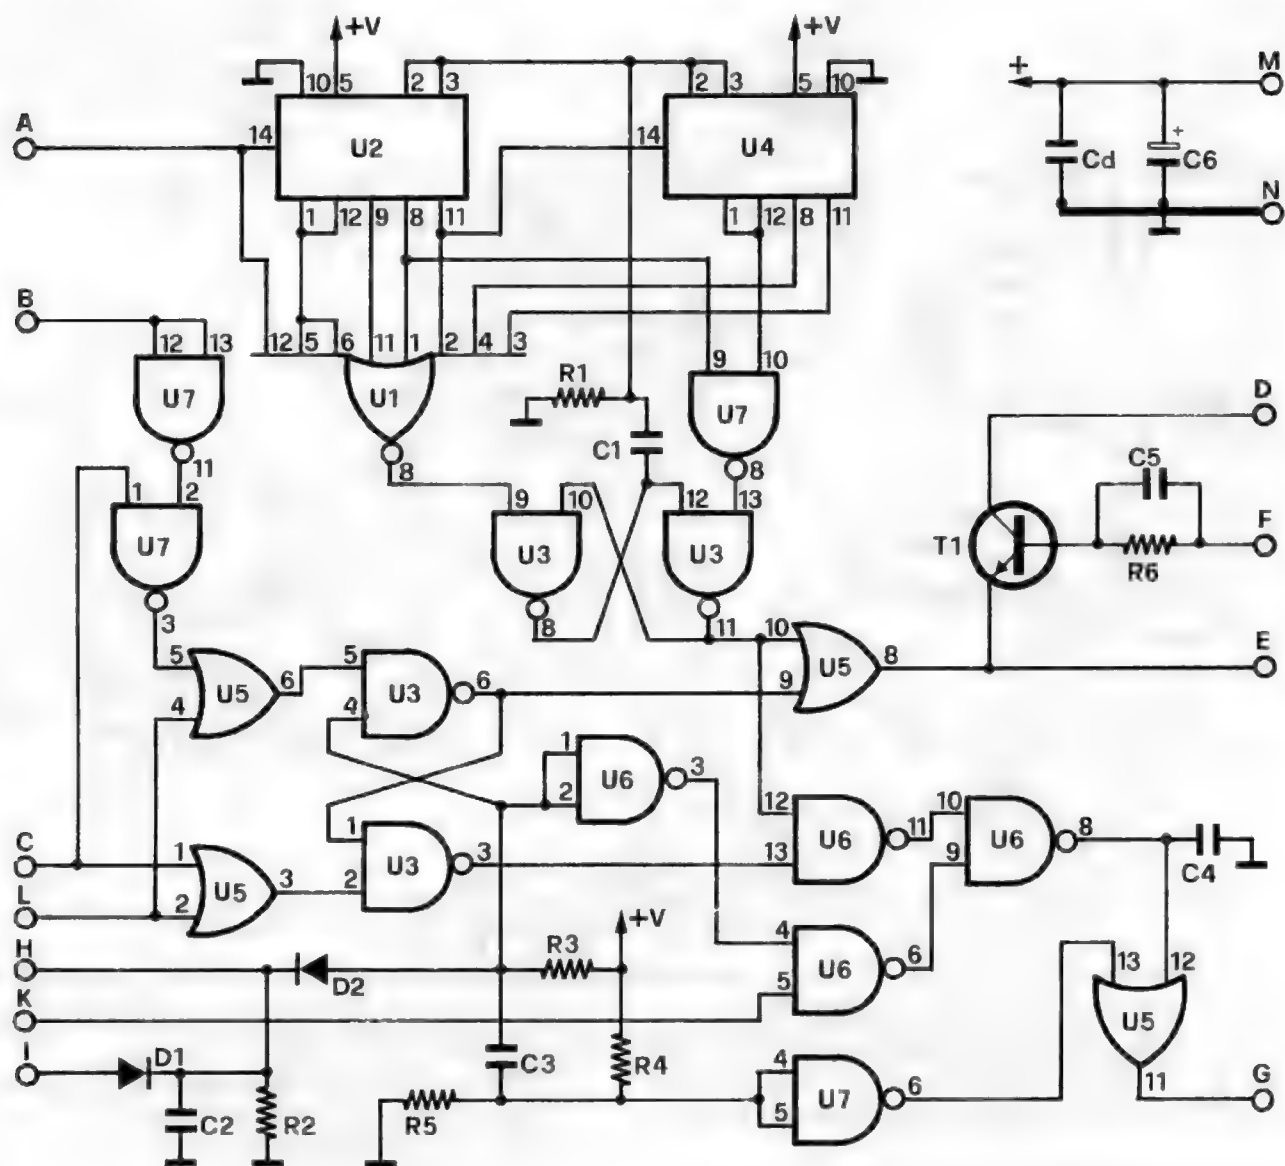 +V +V
10 5 2 3 2 3 5 10 + M
A 14 U2 14 U4 Cd + C6
1 12 9 8 11 1 12 8 11 N
B
12 13 12 5 6 11 1 2 4 3 9 10
U7 U1 R1 U7 D
11 8 C1 8 C5
1 2 9 10 12 13
U7 U3 U3 T1 R6 F
3 8 11 10
5 U5 6 5 U3 6 9 U5 8 E
4 4
1 U6 3
2 12 U6 11 10 U6 8
C 1 U5 3 1 U3 3 13 9 C4
L 2 2
+V
H D2 R3 4 U6 6 13 12
K 5 U5
I D1 C3 R4 4 U7 6 11 G
C2 R2 R5 5